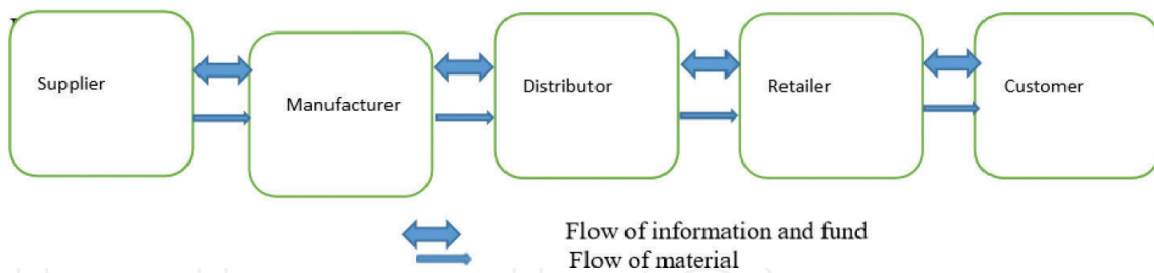 Supplier
Manufacturer
Distributor
Retailer
Customer
Flow of information and fund
Flow of material